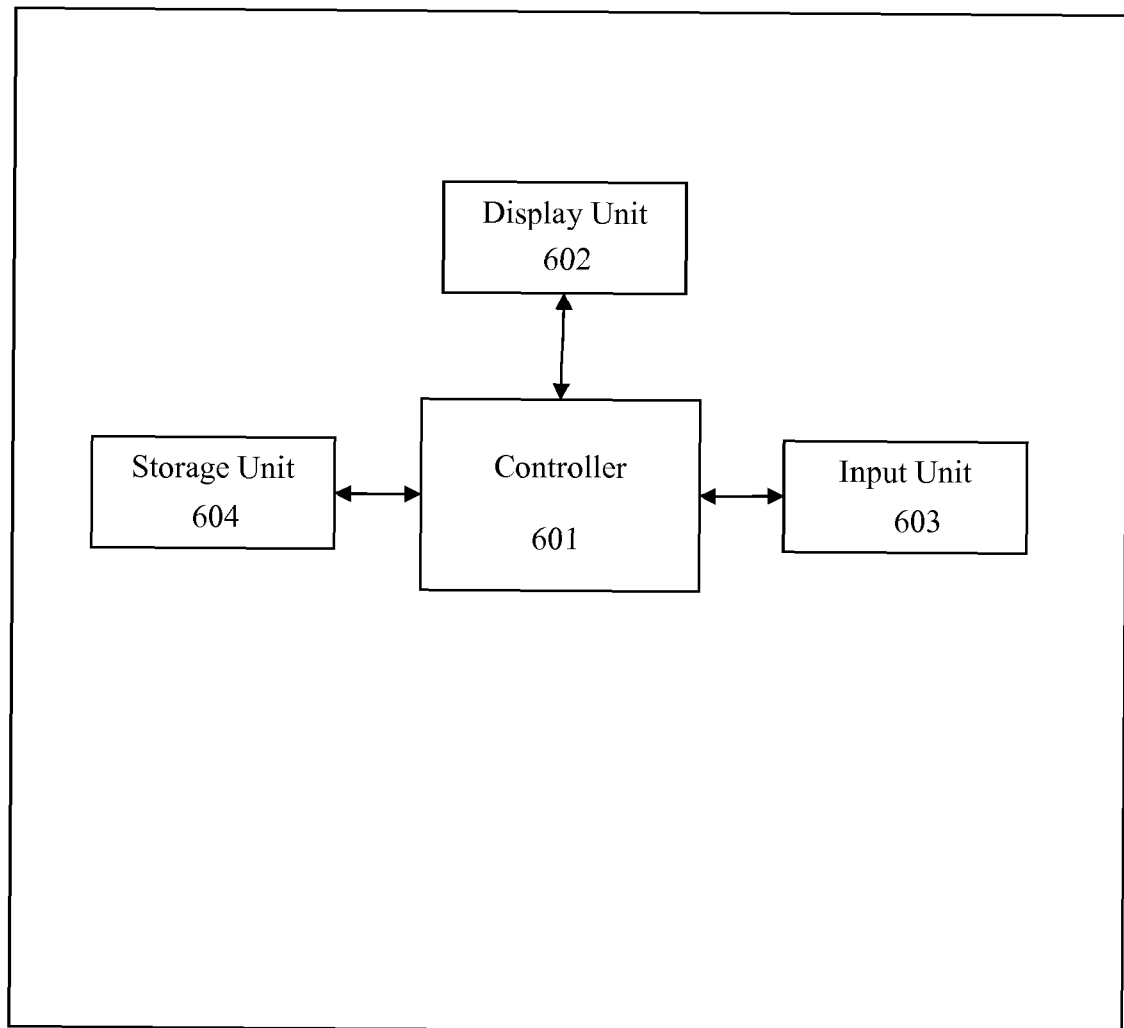 Display Unit
602
Storage Unit
604
Controller
601
Input Unit
603